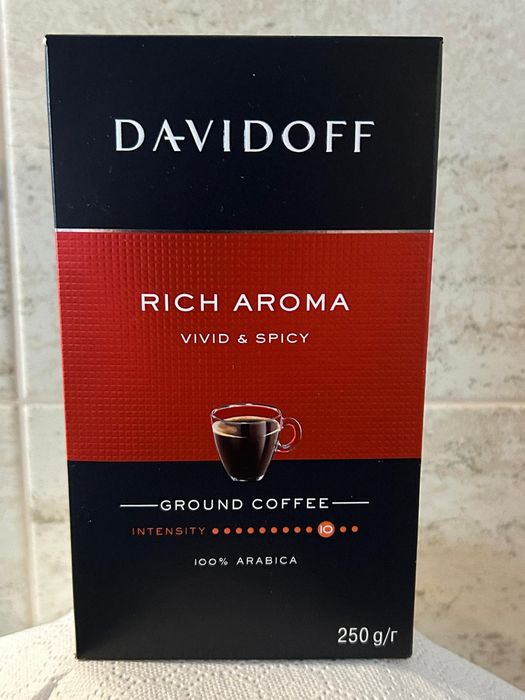 DAVIDOFF
RICH AROMA
VIVID & SPICY
GROUND COFFEE
INTENSITY 10
100% ARABICA
250 g/г